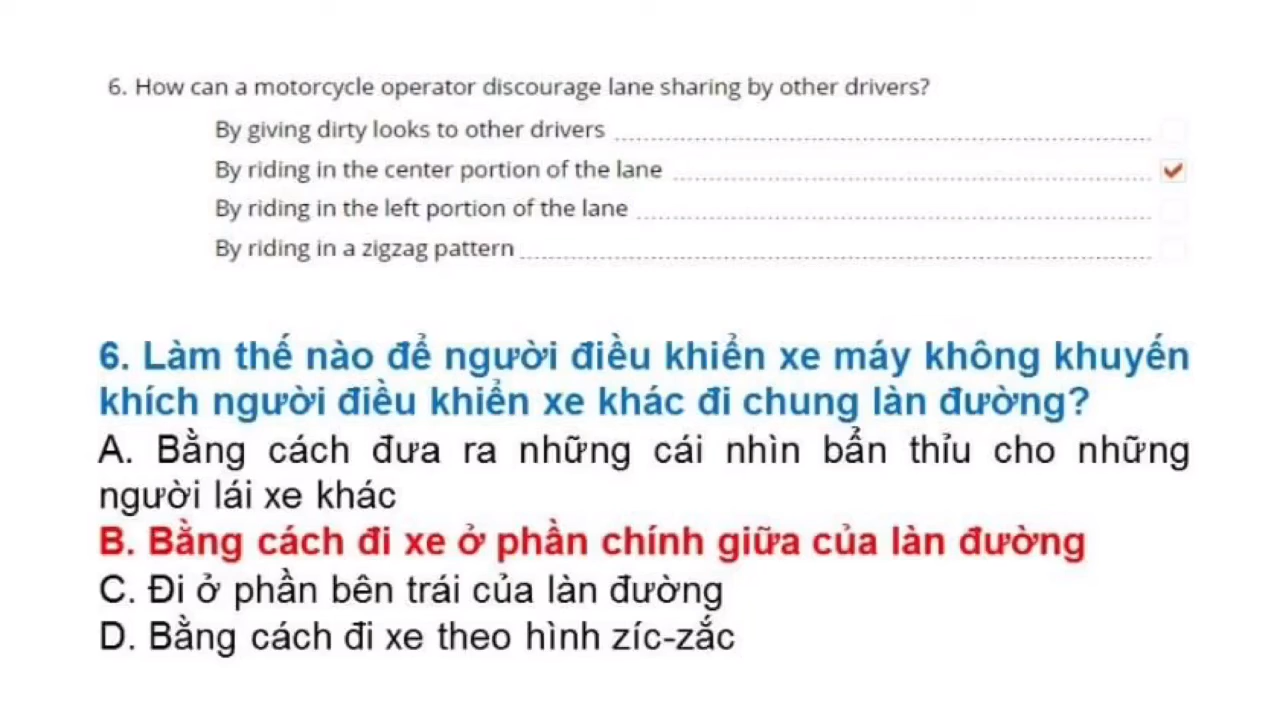 6. How can a motorcycle operator discourage lane sharing by other drivers?
By giving dirty looks to other drivers
By riding in the center portion of the lane
By riding in the left portion of the lane
By riding in a zigzag pattern
6. Làm thế nào để người điều khiển xe máy không khuyến
khích người điều khiển xe khác đi chung làn đường?
A. Bằng cách đưa ra những cái nhìn bẩn thỉu cho những
người lái xe khác
B. Bằng cách đi xe ở phần chính giữa của làn đường
C. Đi ở phần bên trái của làn đường
D. Bằng cách đi xe theo hình zíc-zắc